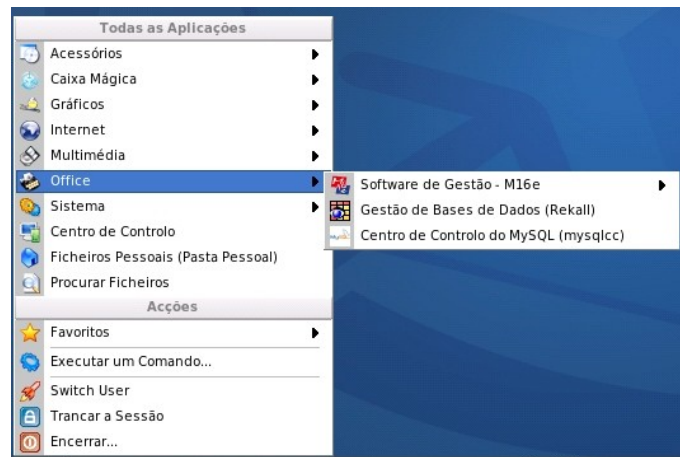 Todas as Aplicações
Acessórios
Caixa Mágica
Gráficos
Internet
Multimédia
Office
Sistema
Centro de Controlo
Ficheiros Pessoais (Pasta Pessoal)
Procurar Ficheiros
Acções
Favoritos
Executar um Comando...
Switch User
Trancar a Sessão
Encerrar...
Software de Gestão - M16e
Gestão de Bases de Dados (Rekall)
Centro de Controlo do MySQL (mysqlcc)